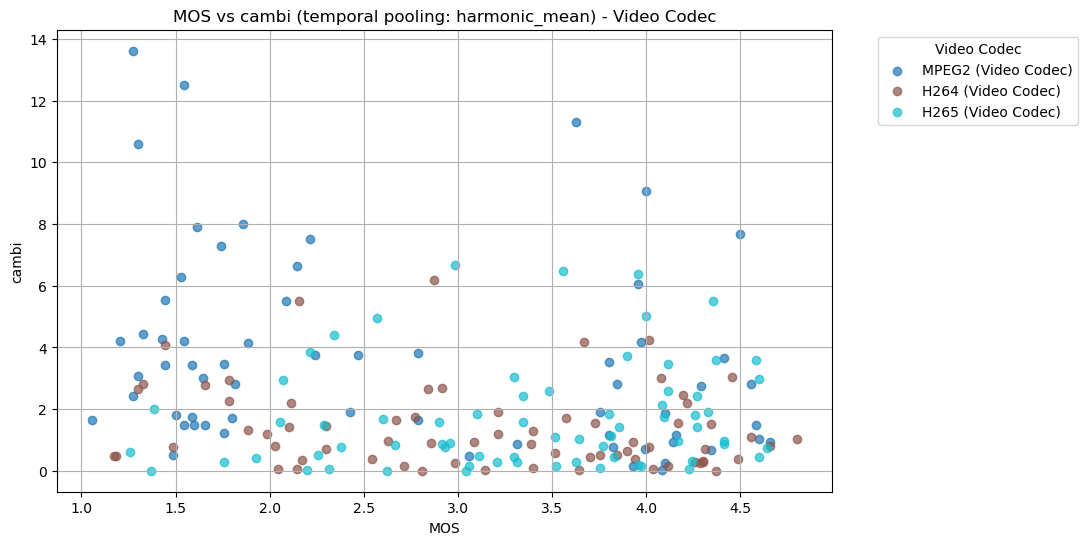 MOS vs cambi (temporal pooling: harmonic_mean) - Video Codec
14
12
10
8
6
4
2
0
cambi
1.0 1.5 2.0 2.5 3.0 3.5 4.0 4.5
MOS
Video Codec
MPEG2 (Video Codec)
H264 (Video Codec)
H265 (Video Codec)